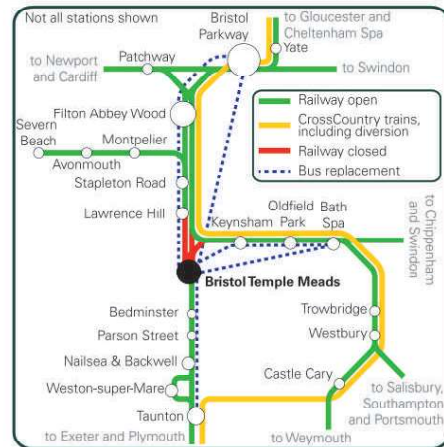 Not all stations shown
Bristol
Parkway
to Gloucester and
Cheltenham Spa
Yate
to Newport
and Cardiff
Patchway
to Swindon
Filton Abbey Wood
Railway open
CrossCountry trains,
including diversion
Railway closed
Bus replacement
Severn
Beach
Montpelier
Avonmouth
Stapleton Road
Lawrence Hill
Keynsham
Oldfield
Park
Bath
Spa
to Chippenham
and Swindon
Bristol Temple Meads
Bedminster
Parson Street
Nailsea & Backwell
Weston-super-Mare
Taunton
to Exeter and Plymouth
Trowbridge
Westbury
Castle Cary
to Weymouth
to Salisbury,
Southampton
and Portsmouth